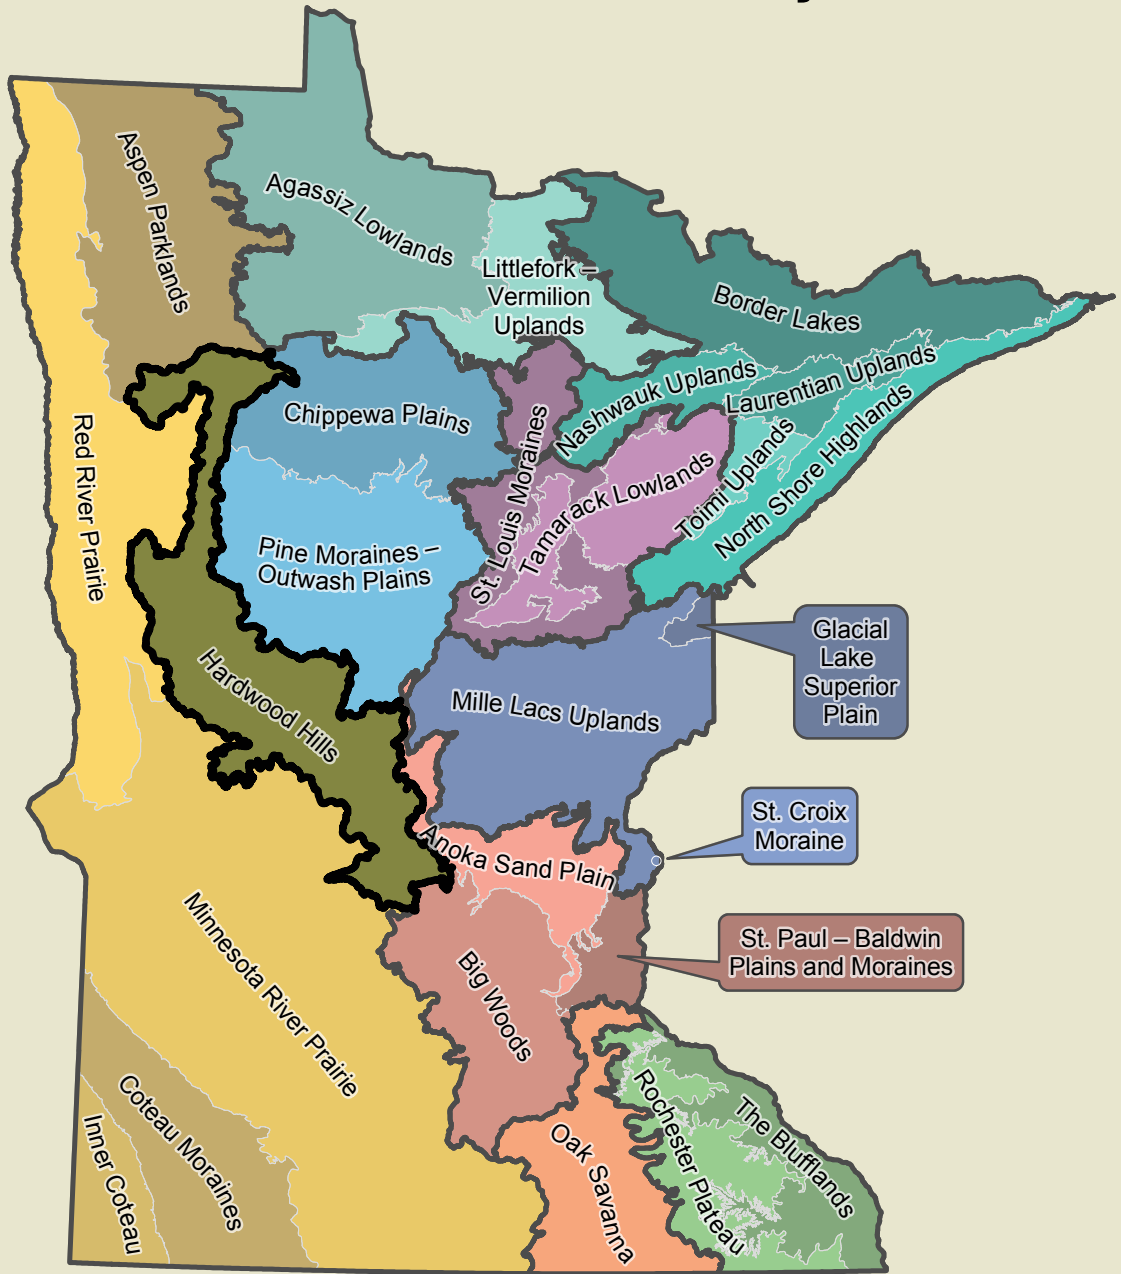 Aspen Parklands
Agassiz Lowlands
Littlefork –
Vermilion
Uplands
Border Lakes
Chippewa Plains
Nashwauk Uplands
Laurentian Uplands
Red River Prairie
St. Louis Moraines
Tamarack Lowlands
Toimi Uplands
North Shore Highlands
Pine Moraines –
Outwash Plains
Glacial
Lake
Superior
Plain
Hardwood Hills
Mille Lacs Uplands
St. Croix
Moraine
Anoka Sand Plain
Minnesota River Prairie
Big Woods
St. Paul – Baldwin
Plains and Moraines
Coteau Moraines
Inner Coteau
Oak Savanna
Rochester Plateau
The Blufflands